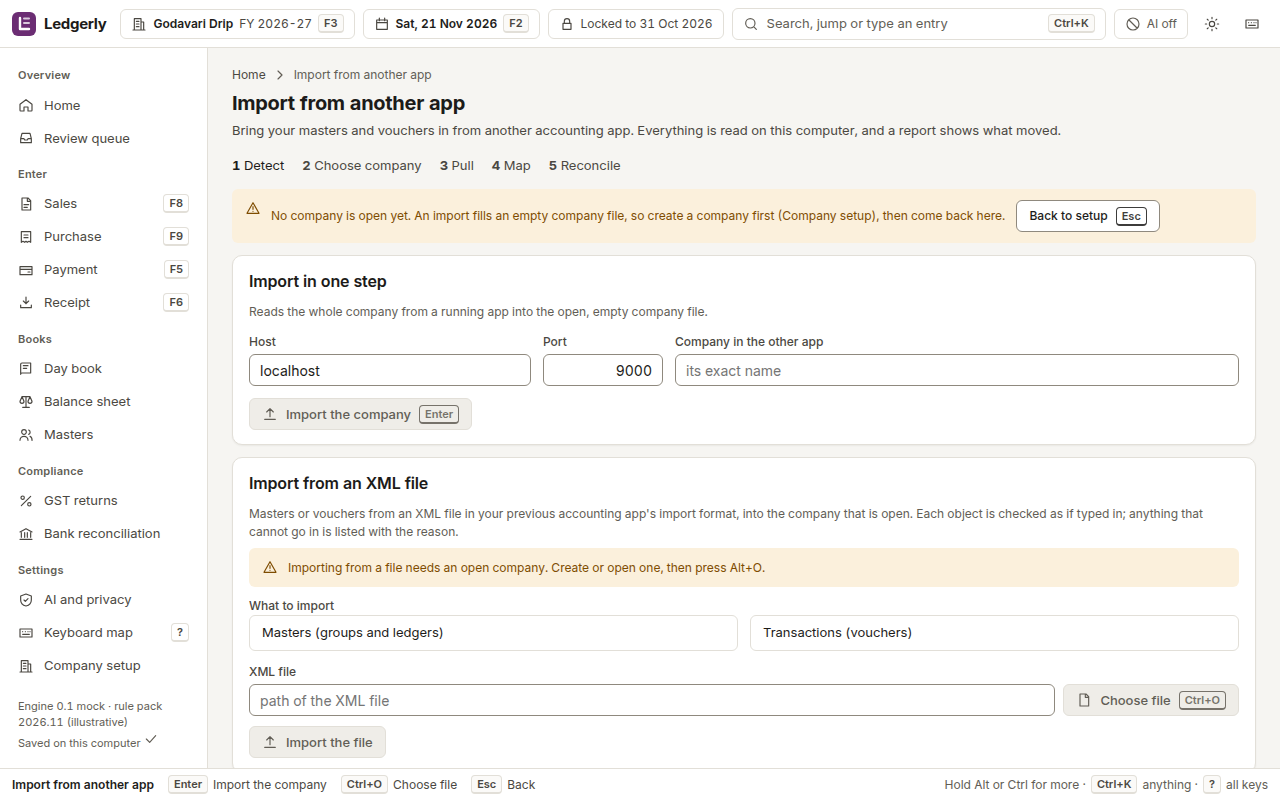 Ledgerly
Godavari Drip FY 2026-27 F3
Sat, 21 Nov 2026 F2
Locked to 31 Oct 2026
Search, jump or type an entry Ctrl+K
AI off
Overview
Home
Review queue
Enter
Sales F8
Purchase F9
Payment F5
Receipt F6
Books
Day book
Balance sheet
Masters
Compliance
GST returns
Bank reconciliation
Settings
AI and privacy
Keyboard map ?
Company setup
Engine 0.1 mock · rule pack
2026.11 (illustrative)
Saved on this computer
Home Import from another app
Import from another app
Bring your masters and vouchers in from another accounting app. Everything is read on this computer, and a report shows what moved.
1 Detect 2 Choose company 3 Pull 4 Map 5 Reconcile
No company is open yet. An import fills an empty company file, so create a company first (Company setup), then come back here. Back to setup Esc
Import in one step
Reads the whole company from a running app into the open, empty company file.
Host Port Company in the other app
localhost 9000 its exact name
Import the company Enter
Import from an XML file
Masters or vouchers from an XML file in your previous accounting app's import format, into the company that is open. Each object is checked as if typed in; anything that
cannot go in is listed with the reason.
Importing from a file needs an open company. Create or open one, then press Alt+O.
What to import
Masters (groups and ledgers) Transactions (vouchers)
XML file
path of the XML file Choose file Ctrl+O
Import the file
Import from another app Enter Import the company Ctrl+O Choose file Esc Back
Hold Alt or Ctrl for more · Ctrl+K anything · ? all keys